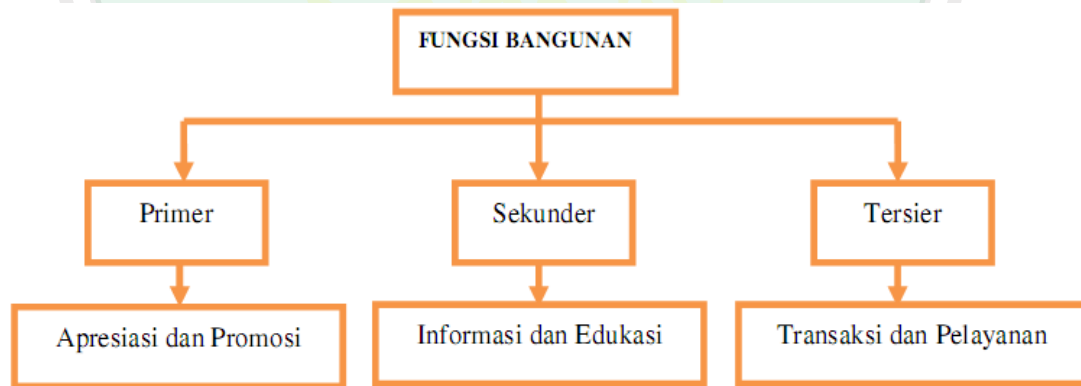 FUNGSI BANGUNAN
Primer
Sekunder
Tersier
Apresiasi dan Promosi
Informasi dan Edukasi
Transaksi dan Pelayanan